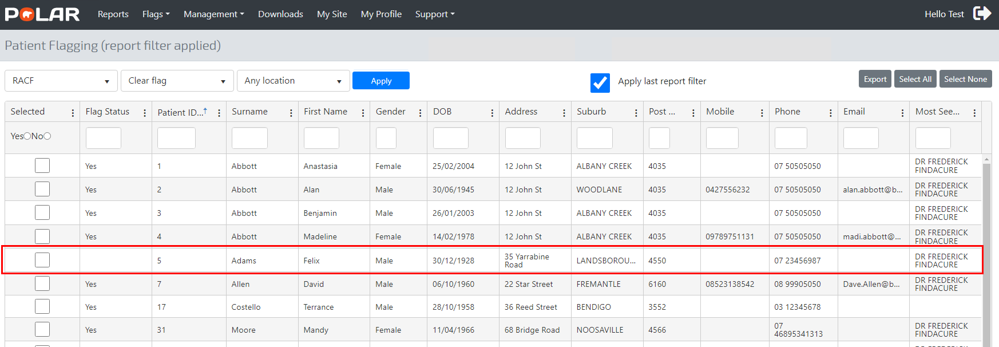 POLAR Reports Flags Management Downloads My Site My Profile Support Hello Test
Patient Flagging (report filter applied)
RACF Clear flag Any location Apply Apply last report filter Export Select All Select None
Selected Flag Status Patient ID... Surname First Name Gender DOB Address Suburb Post ... Mobile Phone Email Most See...
Yes No
Yes 1 Abbott Anastasia Female 25/02/2004 12 John St ALBANY CREEK 4035 07 50505050 DR FREDERICK
FINDACURE
Yes 2 Abbott Alan Male 30/06/1945 12 John St WOODLANE 4035 0427556232 07 50505050 alan.abbott@b... DR FREDERICK
FINDACURE
Yes 3 Abbott Benjamin Male 26/01/2003 12 John St ALBANY CREEK 4035 07 50505050 DR FREDERICK
FINDACURE
Yes 4 Abbott Madeline Female 14/02/1978 12 John St ALBANY CREEK 4035 09789751131 07 50505050 madi.abbott@... DR FREDERICK
FINDACURE
5 Adams Felix Male 30/12/1928 35 Yarrabine
Road LANDSBOROU... 4550 07 23456987 DR FREDERICK
FINDACURE
Yes 7 Allen David Male 06/10/1960 22 Star Street FREMANTLE 6160 08523138542 08 99905050 Dave.Allen@b... DR FREDERICK
FINDACURE
Yes 17 Costello Terrance Male 28/10/1958 36 Reed Street BENDIGO 3552 03 12345678
Yes 31 Moore Mandy Female 11/04/1966 68 Bridge Road NOOSAVILLE 4566 07
46895341313 DR FREDERICK
FINDACURE